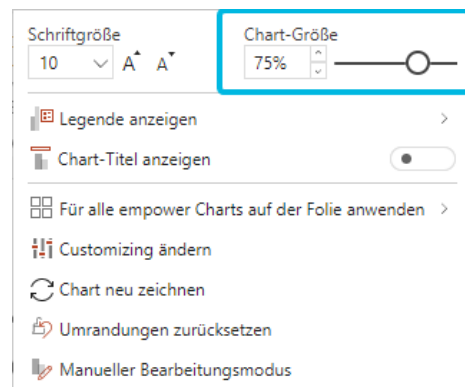 Schriftgröße
Chart-Größe
10
A A
75%
Legende anzeigen
Chart-Titel anzeigen
Für alle empower Charts auf der Folie anwenden
Customizing ändern
Chart neu zeichnen
Umrandungen zurücksetzen
Manueller Bearbeitungsmodus